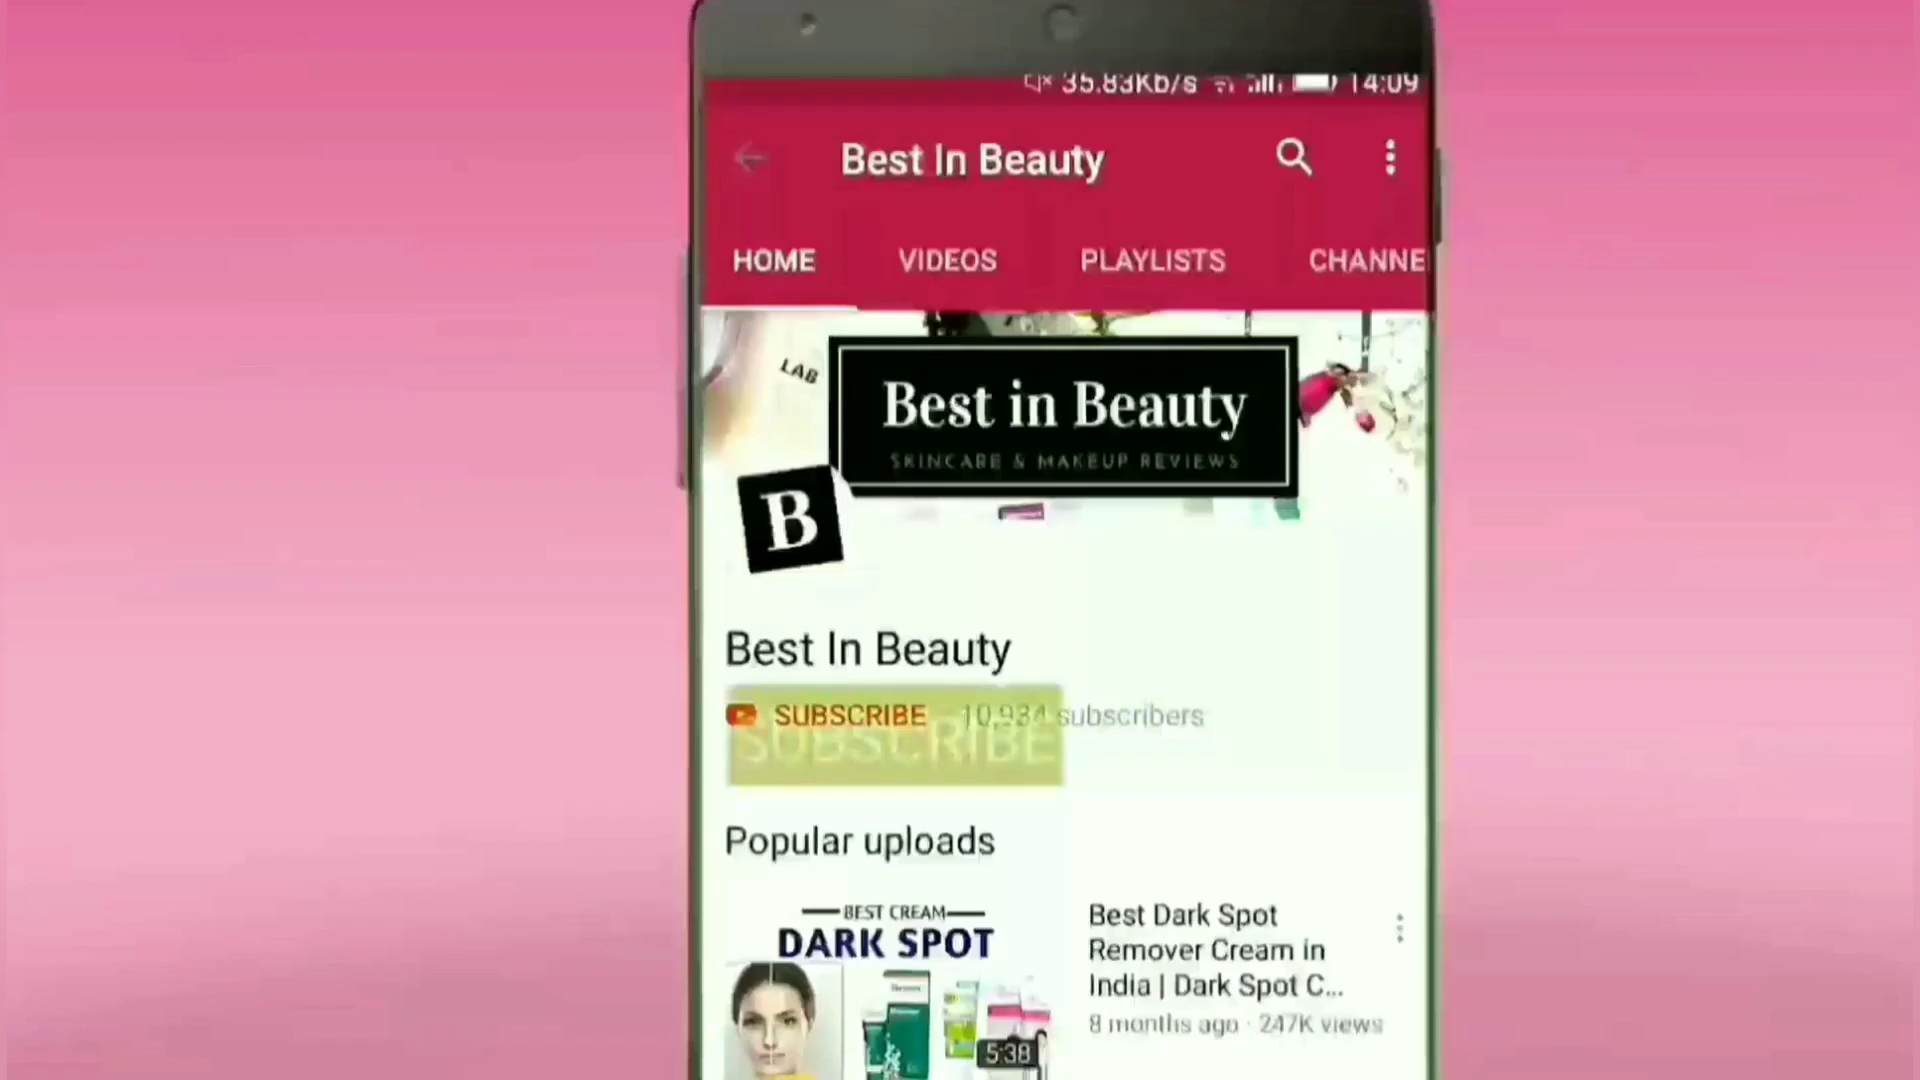 35.83Kb/s 14:09
Best In Beauty
HOME VIDEOS PLAYLISTS CHANNE
LAB
Best in Beauty
SKINCARE & MAKEUP REVIEWS
B
Best In Beauty
SUBSCRIBE 10,934 subscribers
SUBSCRIBE
Popular uploads
BEST CREAM
DARK SPOT
5:38
Best Dark Spot
Remover Cream in
India | Dark Spot C...
8 months ago · 247K views